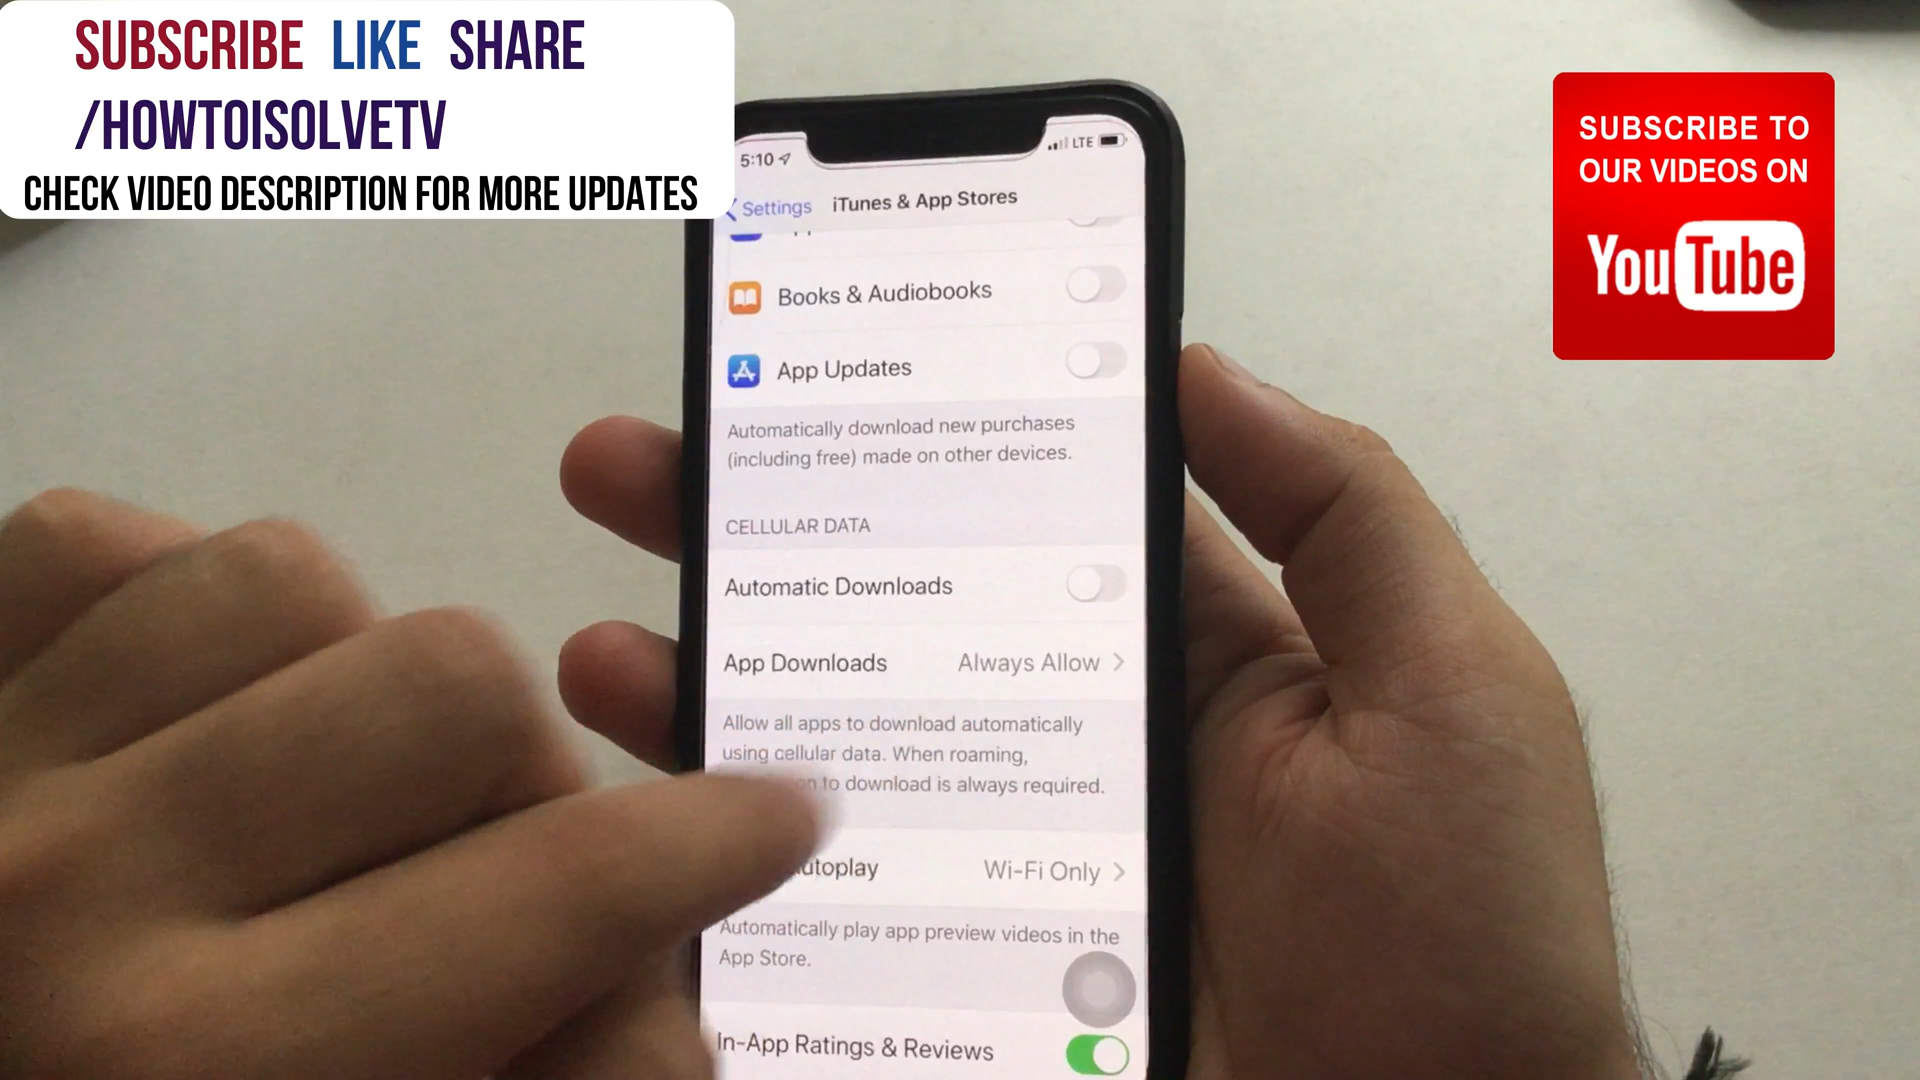 SUBSCRIBE LIKE SHARE
/HOWTOISOLVETV
CHECK VIDEO DESCRIPTION FOR MORE UPDATES
SUBSCRIBE TO
OUR VIDEOS ON
YouTube
5:10
LTE
Settings iTunes & App Stores
Books & Audiobooks
App Updates
Automatically download new purchases
(including free) made on other devices.
CELLULAR DATA
Automatic Downloads
App Downloads Always Allow
Allow all apps to download automatically
using cellular data. When roaming,
to download is always required.
Wi-Fi Only
Automatically play app preview videos in the
App Store.
In-App Ratings & Reviews